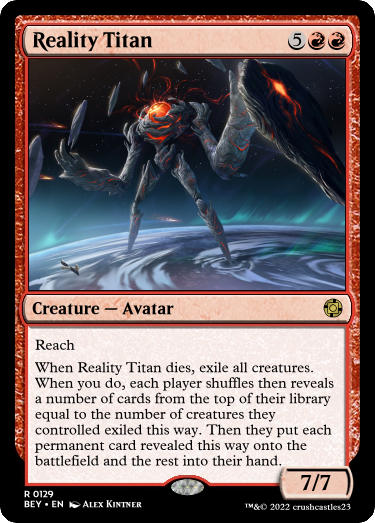 Reality Titan 5
Creature — Avatar
Reach
When Reality Titan dies, exile all creatures.
When you do, each player shuffles then reveals
a number of cards from the top of their library
equal to the number of creatures they
controlled exiled this way. Then they put each
permanent card revealed this way onto the
battlefield and the rest into their hand.
7/7
R 0129
BEY • EN Alex Kintner
™&© 2022 crushcastles23